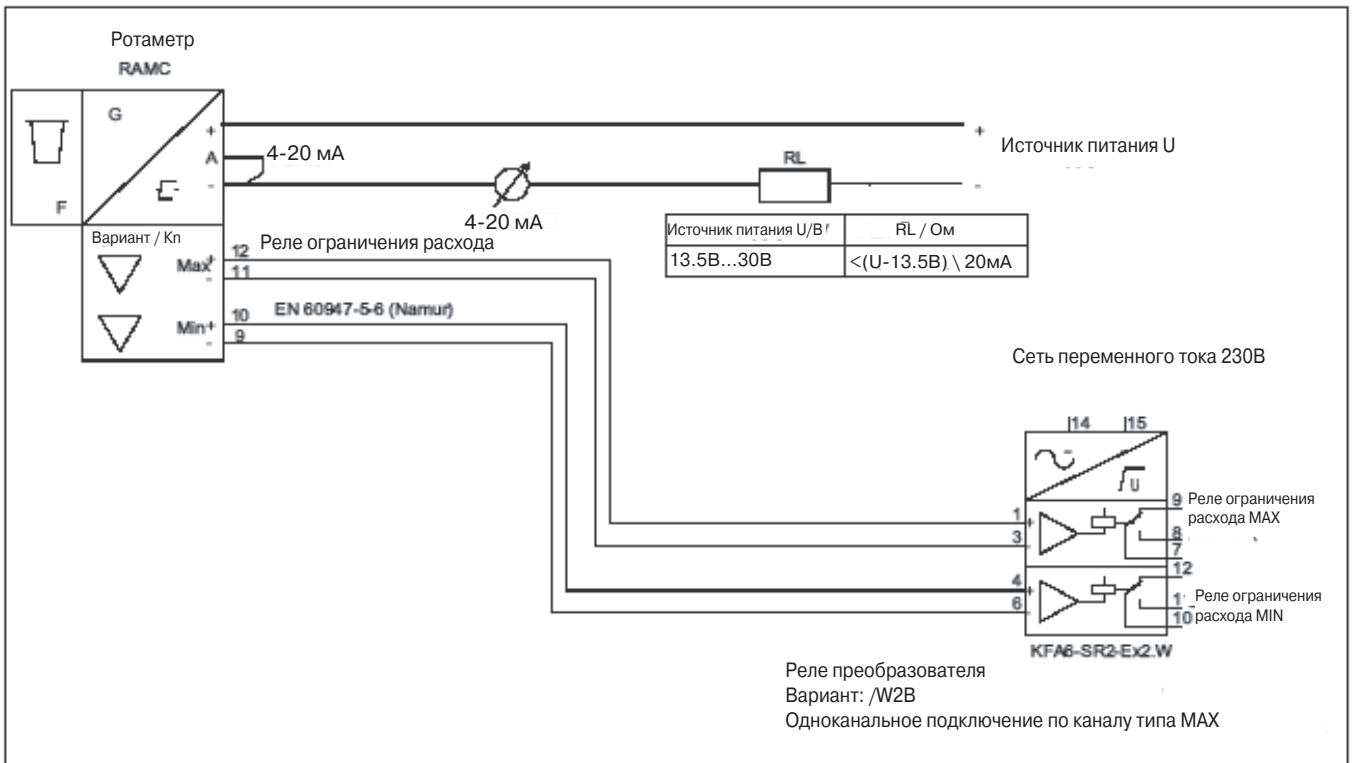 Ротаметр
RAMC
G
+
+
Источник питания U
A
4-20 мА
RL
-
-
F
4-20 мА
Источник питания U/В
RL / Ом
13.5В...30В
<(U-13.5В) \ 20мА
Вариант / Kn
Реле ограничения расхода
Max
+
12
-
11
EN 60947-5-6 (Namur)
Min
+
10
-
9
Сеть переменного тока 230В
14
15
U
1
+
3
-
9
Реле ограничения
расхода MAX
8
7
4
+
6
-
12
Реле ограничения
расхода MIN
10
KFA6-SR2-Ex2.W
Реле преобразователя
Вариант: /W2B
Одноканальное подключение по каналу типа MAX